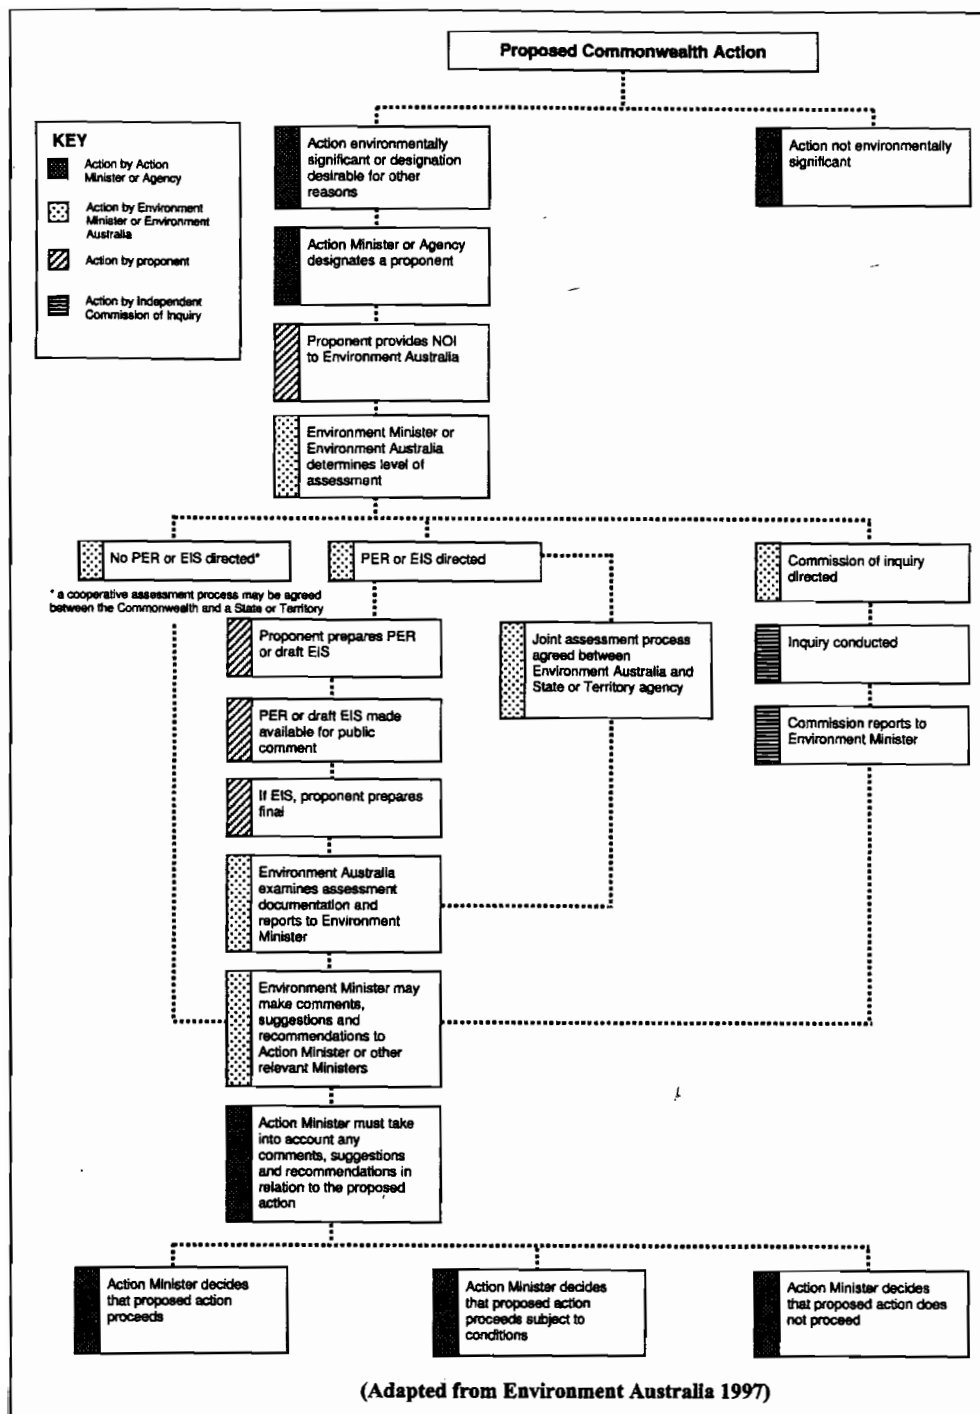 Proposed Commonwealth Action
KEY
Action by Action
Minister or Agency
Action by Environment
Minister or Environment
Australia
Action by proponent
Action by Independent
Commission of Inquiry
Action environmentally
significant or designation
desirable for other
reasons
Action not environmentally
significant
Action Minister or Agency
designates a proponent
Proponent provides NOI
to Environment Australia
Environment Minister or
Environment Australia
determines level of
assessment
No PER or EIS directed*
* a cooperative assessment process may be agreed
between the Commonwealth and a State or Territory
PER or EIS directed
Commission of inquiry
directed
Proponent prepares PER
or draft EIS
Joint assessment process
agreed between
Environment Australia and
State or Territory agency
Inquiry conducted
PER or draft EIS made
available for public
comment
Commission reports to
Environment Minister
If EIS, proponent prepares
final
Environment Australia
examines assessment
documentation and
reports to Environment
Minister
Environment Minister may
make comments,
suggestions and
recommendations to
Action Minister or other
relevant Ministers
Action Minister must take
into account any
comments, suggestions
and recommendations in
relation to the proposed
action
Action Minister decides
that proposed action
proceeds
Action Minister decides
that proposed action
proceeds subject to
conditions
Action Minister decides
that proposed action does
not proceed
(Adapted from Environment Australia 1997)